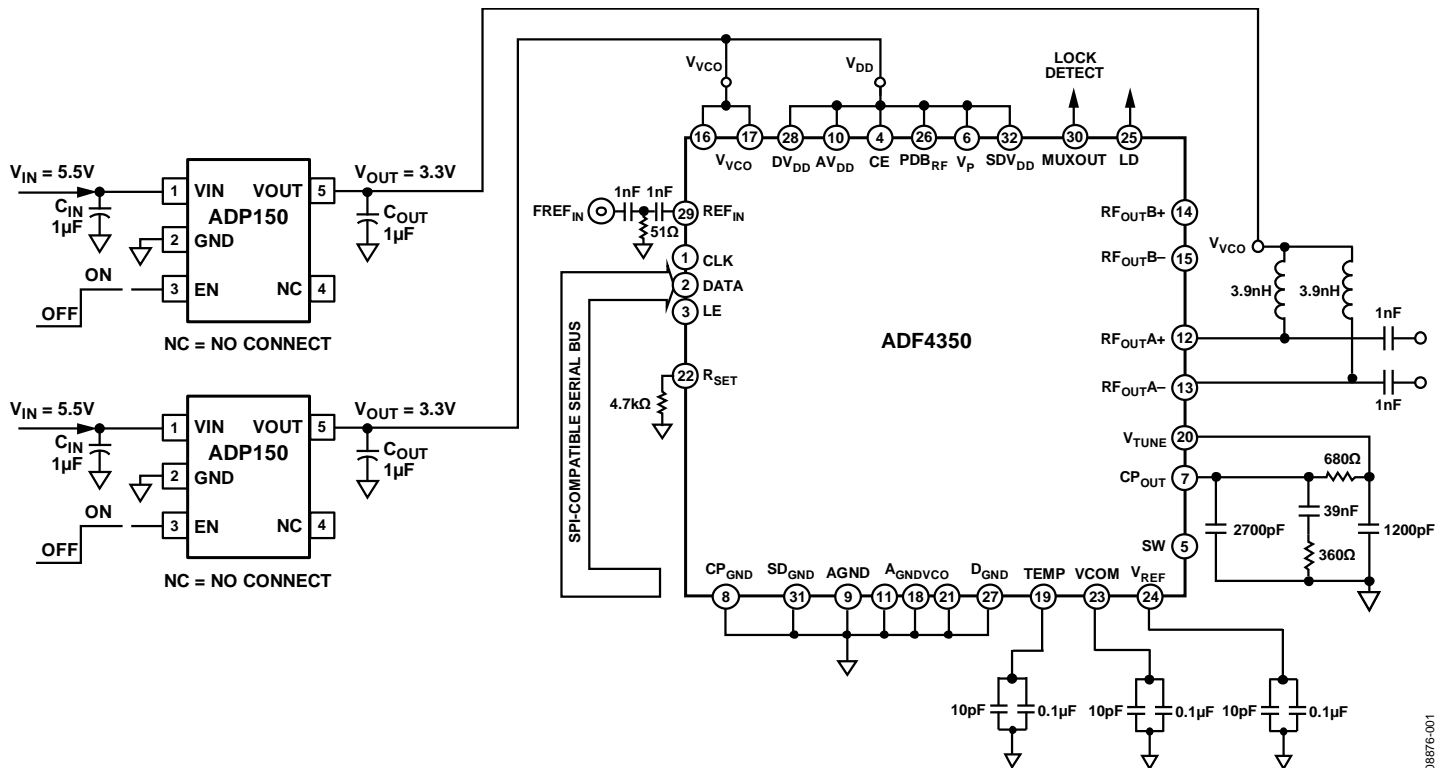 VIN = 5.5V
CIN
1µF
1 VIN
VOUT 5
ADP150
2 GND
3 EN
NC 4
ON
OFF
NC = NO CONNECT
VOUT = 3.3V
COUT
1µF
VIN = 5.5V
CIN
1µF
1 VIN
VOUT 5
ADP150
2 GND
3 EN
NC 4
ON
OFF
NC = NO CONNECT
VOUT = 3.3V
COUT
1µF
VVCO
VDD
LOCK
DETECT
16 17 28 10 4 26 6 32 30 25
VVCO DVDD AVDD CE PDBRF VP SDVDD MUXOUT LD
FREFIN
1nF 1nF
51Ω
29 REFIN
1 CLK
2 DATA
3 LE
22 RSET
4.7kΩ
SPI-COMPATIBLE SERIAL BUS
ADF4350
RFOUTB+ 14
RFOUTB– 15
VVCO
3.9nH 3.9nH
RFOUTA+ 12
1nF
RFOUTA– 13
1nF
VTUNE 20
680Ω
CPOUT 7
39nF
2700pF
1200pF
360Ω
SW 5
CPGND SDGND AGND AGNDVCO DGND TEMP VCOM VREF
8 31 9 11 18 21 27 19 23 24
10pF 0.1µF 10pF 0.1µF 10pF 0.1µF
08876-001